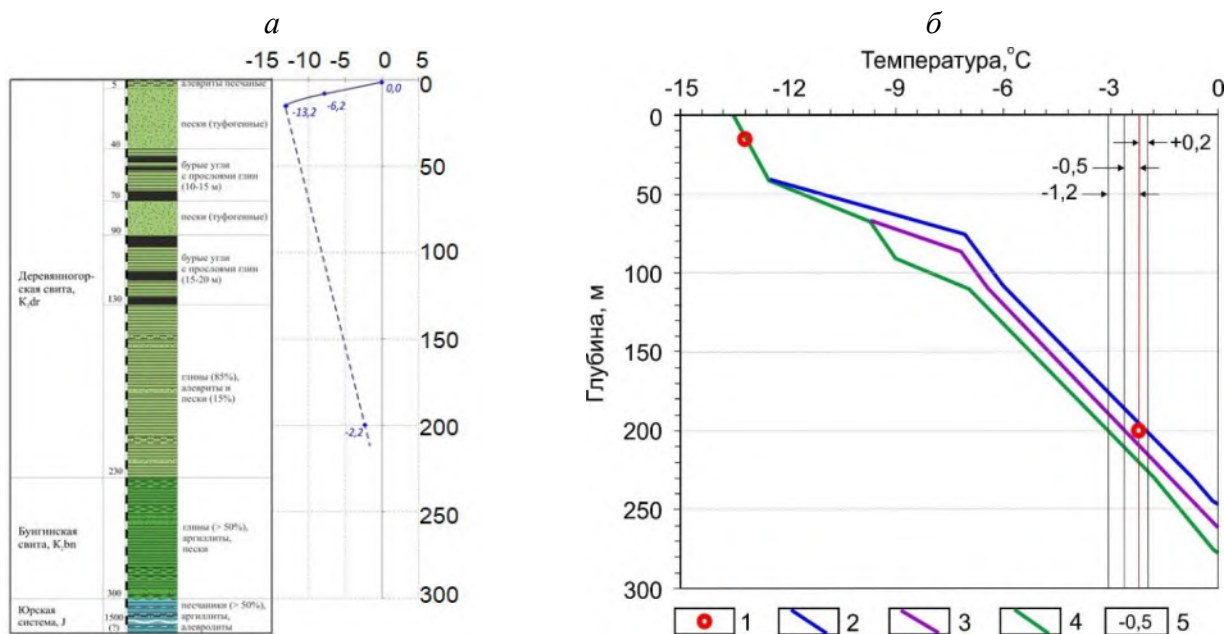 а
-15 -10 -5 0 5
0
50
100
150
200
250
300
0,0
-6,2
-13,2
-2,2
Деревянногор-
ская свита,
K₂dr
Бунгинская
свита, K₂bn
Юрская
система, J
5
40
70
90
130
230
300
1500
(?)
алевриты песчаные
пески (туфогенные)
бурые угли
с прослоями глин
(10-15 м)
пески (туфогенные)
бурые угли
с прослоями глин
(15-20 м)
глины (85%),
алевриты и
пески (15%)
глины (> 50%),
аргиллиты,
пески
песчаники (> 50%),
аргиллиты,
алевролиты
б
Температура,°С
-15 -12 -9 -6 -3 0
Глубина, м
0
50
100
150
200
250
300
+0,2
-0,5
-1,2
1 2 3 4 -0,5 5